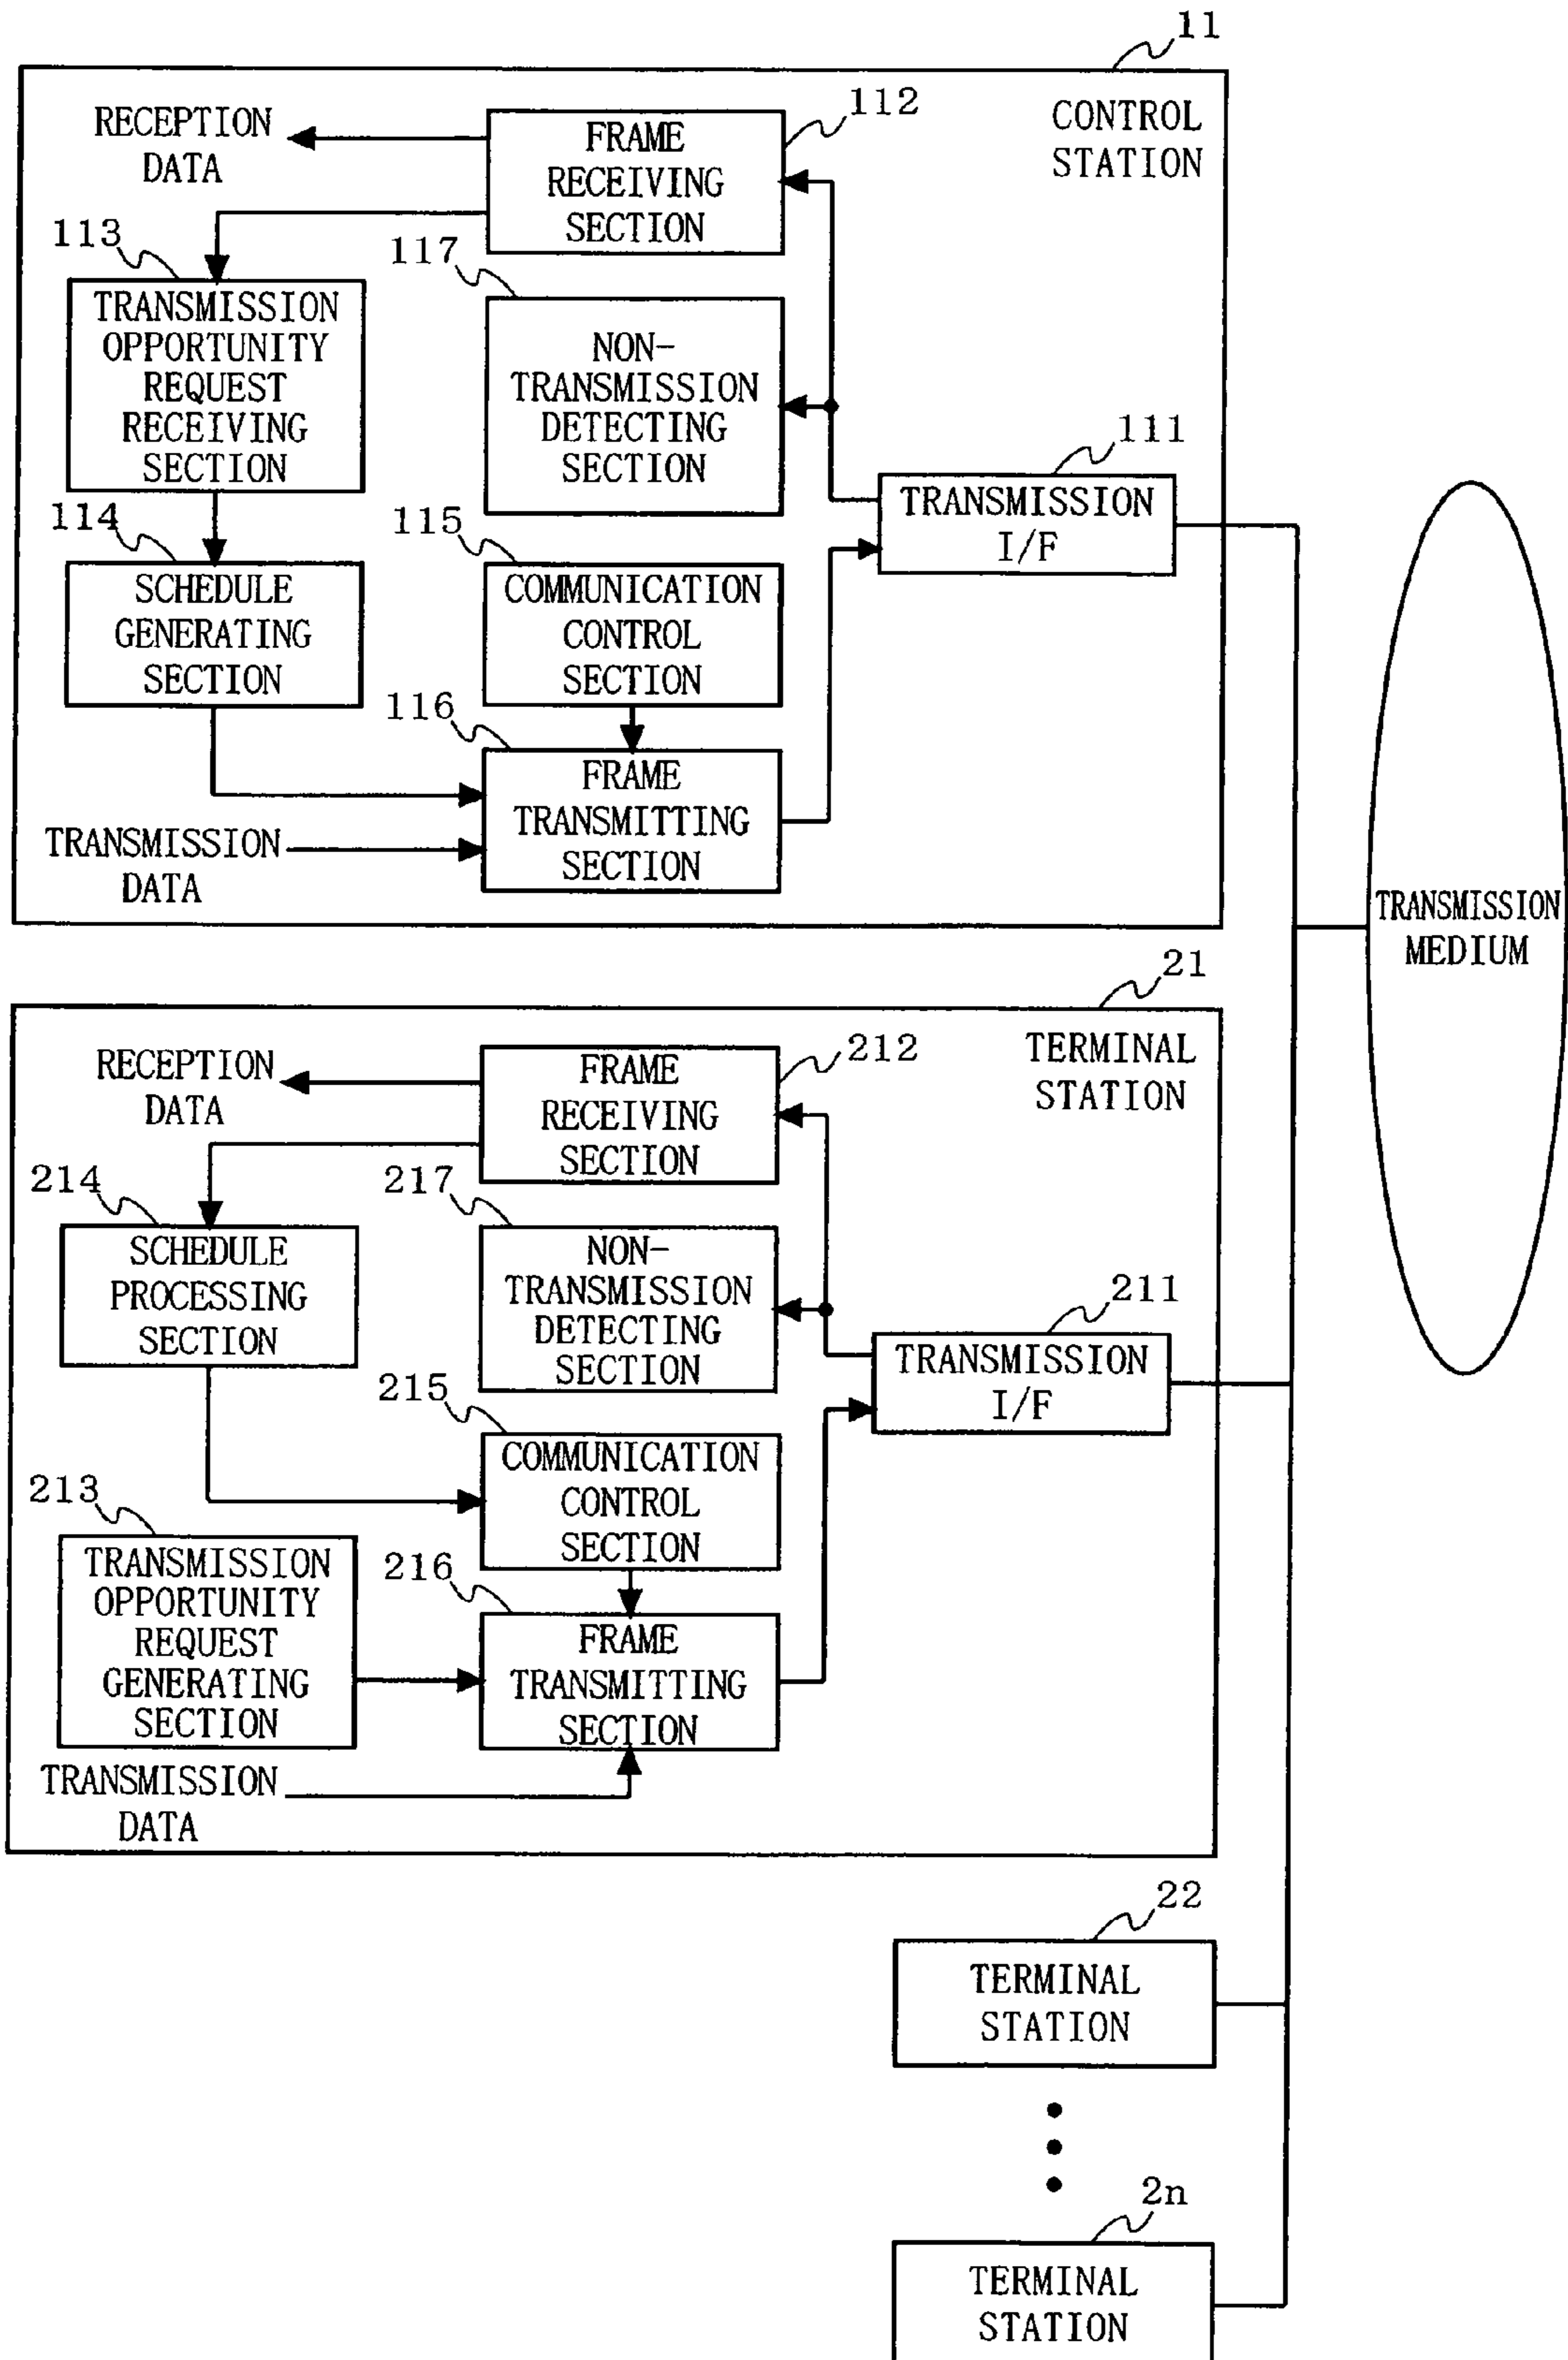 11
CONTROL
STATION
RECEPTION
DATA
112
FRAME
RECEIVING
SECTION
113
TRANSMISSION
OPPORTUNITY
REQUEST
RECEIVING
SECTION
117
NON-
TRANSMISSION
DETECTING
SECTION
111
TRANSMISSION
I/F
114
SCHEDULE
GENERATING
SECTION
115
COMMUNICATION
CONTROL
SECTION
116
FRAME
TRANSMITTING
SECTION
TRANSMISSION
DATA
TRANSMISSION
MEDIUM
21
TERMINAL
STATION
RECEPTION
DATA
212
FRAME
RECEIVING
SECTION
214
SCHEDULE
PROCESSING
SECTION
217
NON-
TRANSMISSION
DETECTING
SECTION
211
TRANSMISSION
I/F
215
COMMUNICATION
CONTROL
SECTION
213
TRANSMISSION
OPPORTUNITY
REQUEST
GENERATING
SECTION
216
FRAME
TRANSMITTING
SECTION
TRANSMISSION
DATA
22
TERMINAL
STATION
2n
TERMINAL
STATION